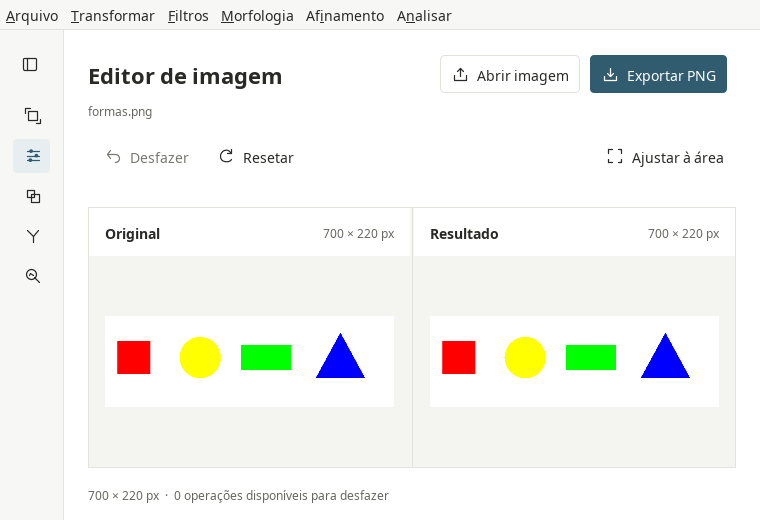 Arquivo Transformar Filtros Morfologia Afinamento Analisar
Editor de imagem
Abrir imagem
Exportar PNG
formas.png
Desfazer
Resetar
Ajustar à área
Original
700 × 220 px
Resultado
700 × 220 px
700 × 220 px · 0 operações disponíveis para desfazer